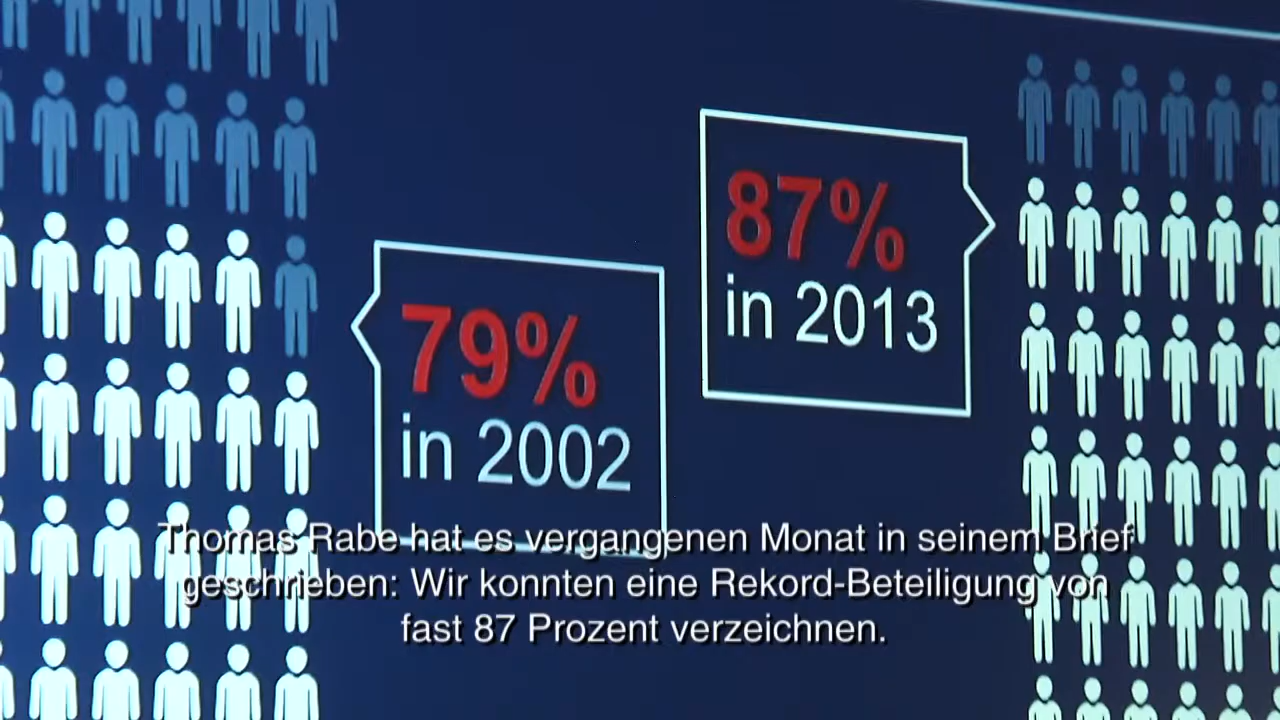 87%
in 2013
79%
in 2002
Thomas Rabe hat es vergangenen Monat in seinem Brief
geschrieben: Wir konnten eine Rekord-Beteiligung von
fast 87 Prozent verzeichnen.